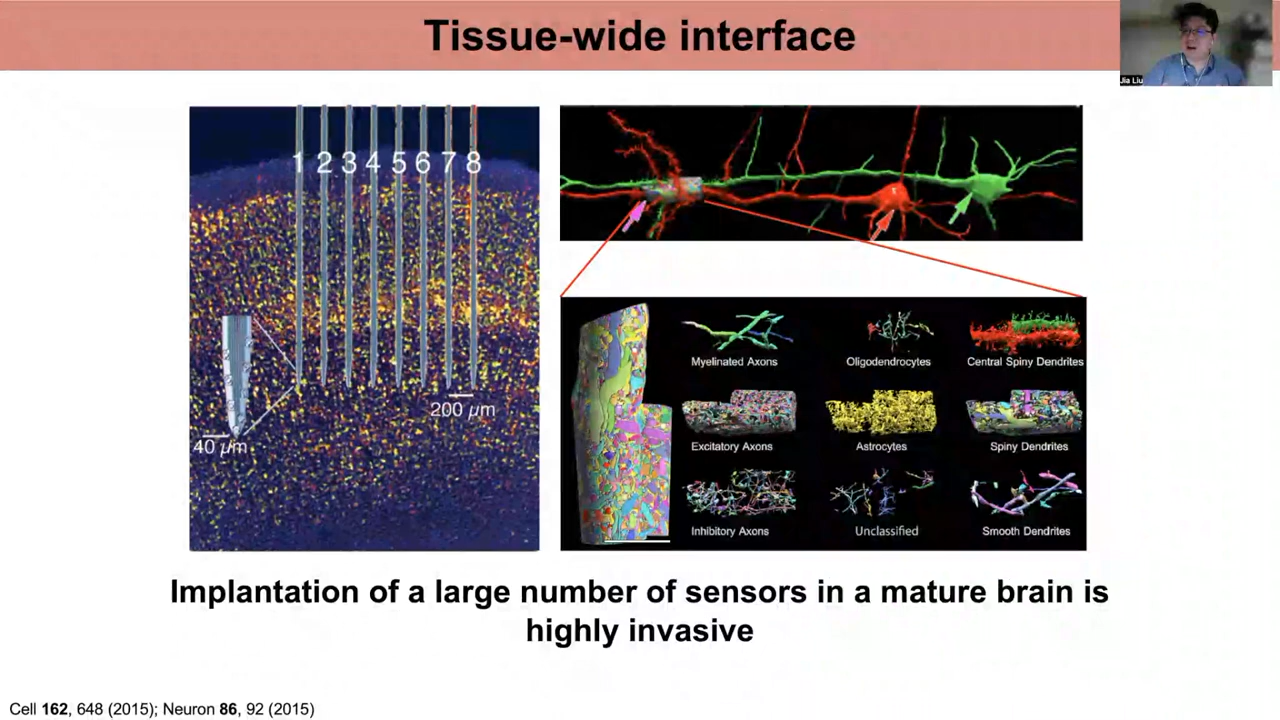 Tissue-wide interface
Jia Liu
1 2 3 4 5 6 7 8
200 µm
40 µm
Myelinated Axons
Oligodendrocytes
Central Spiny Dendrites
Excitatory Axons
Astrocytes
Spiny Dendrites
Inhibitory Axons
Unclassified
Smooth Dendrites
Implantation of a large number of sensors in a mature brain is
highly invasive
Cell 162, 648 (2015); Neuron 86, 92 (2015)